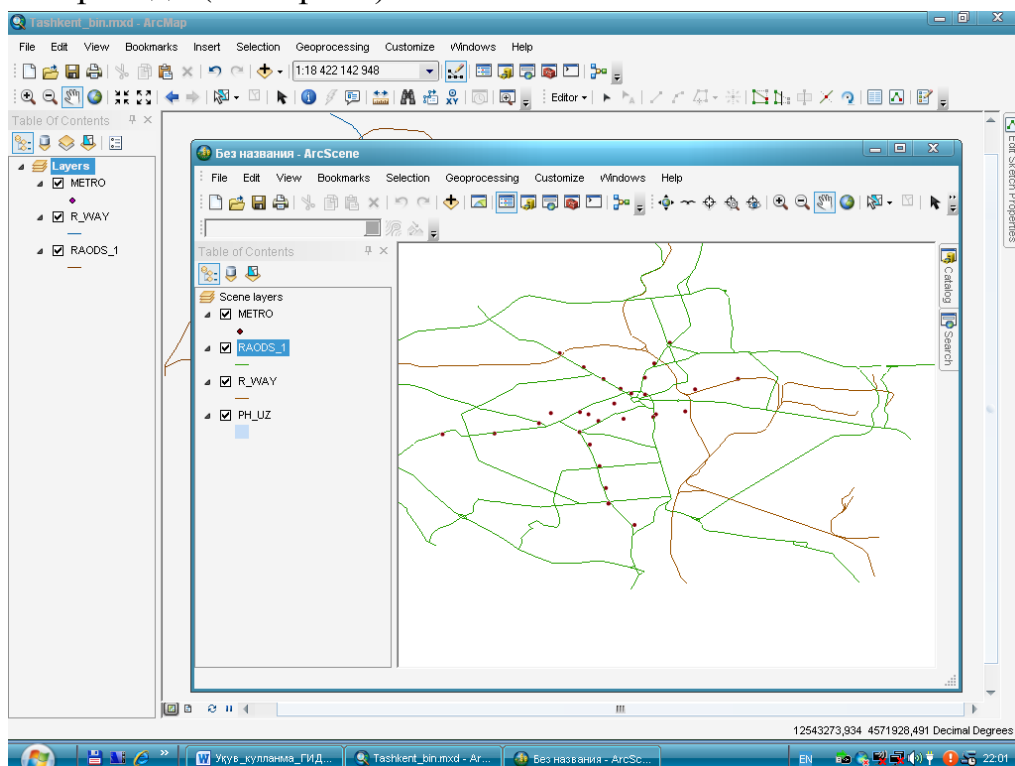 Tashkent_bin.mxd - ArcMap
File Edit View Bookmarks Insert Selection Geoprocessing Customize Windows Help
1:18 422 142 948
Editor
Table Of Contents
Layers
METRO
R_WAY
RAODS_1
Edit Sketch Properties
Без названия - ArcScene
File Edit View Bookmarks Selection Geoprocessing Customize Windows Help
Table of Contents
Scene layers
METRO
RAODS_1
R_WAY
PH_UZ
Catalog
Search
12543273,934 4571928,491 Decimal Degrees
Уқув_кулланма_ГИД...
Tashkent_bin.mxd - Ar...
Без названия - ArcSc...
EN
22:01